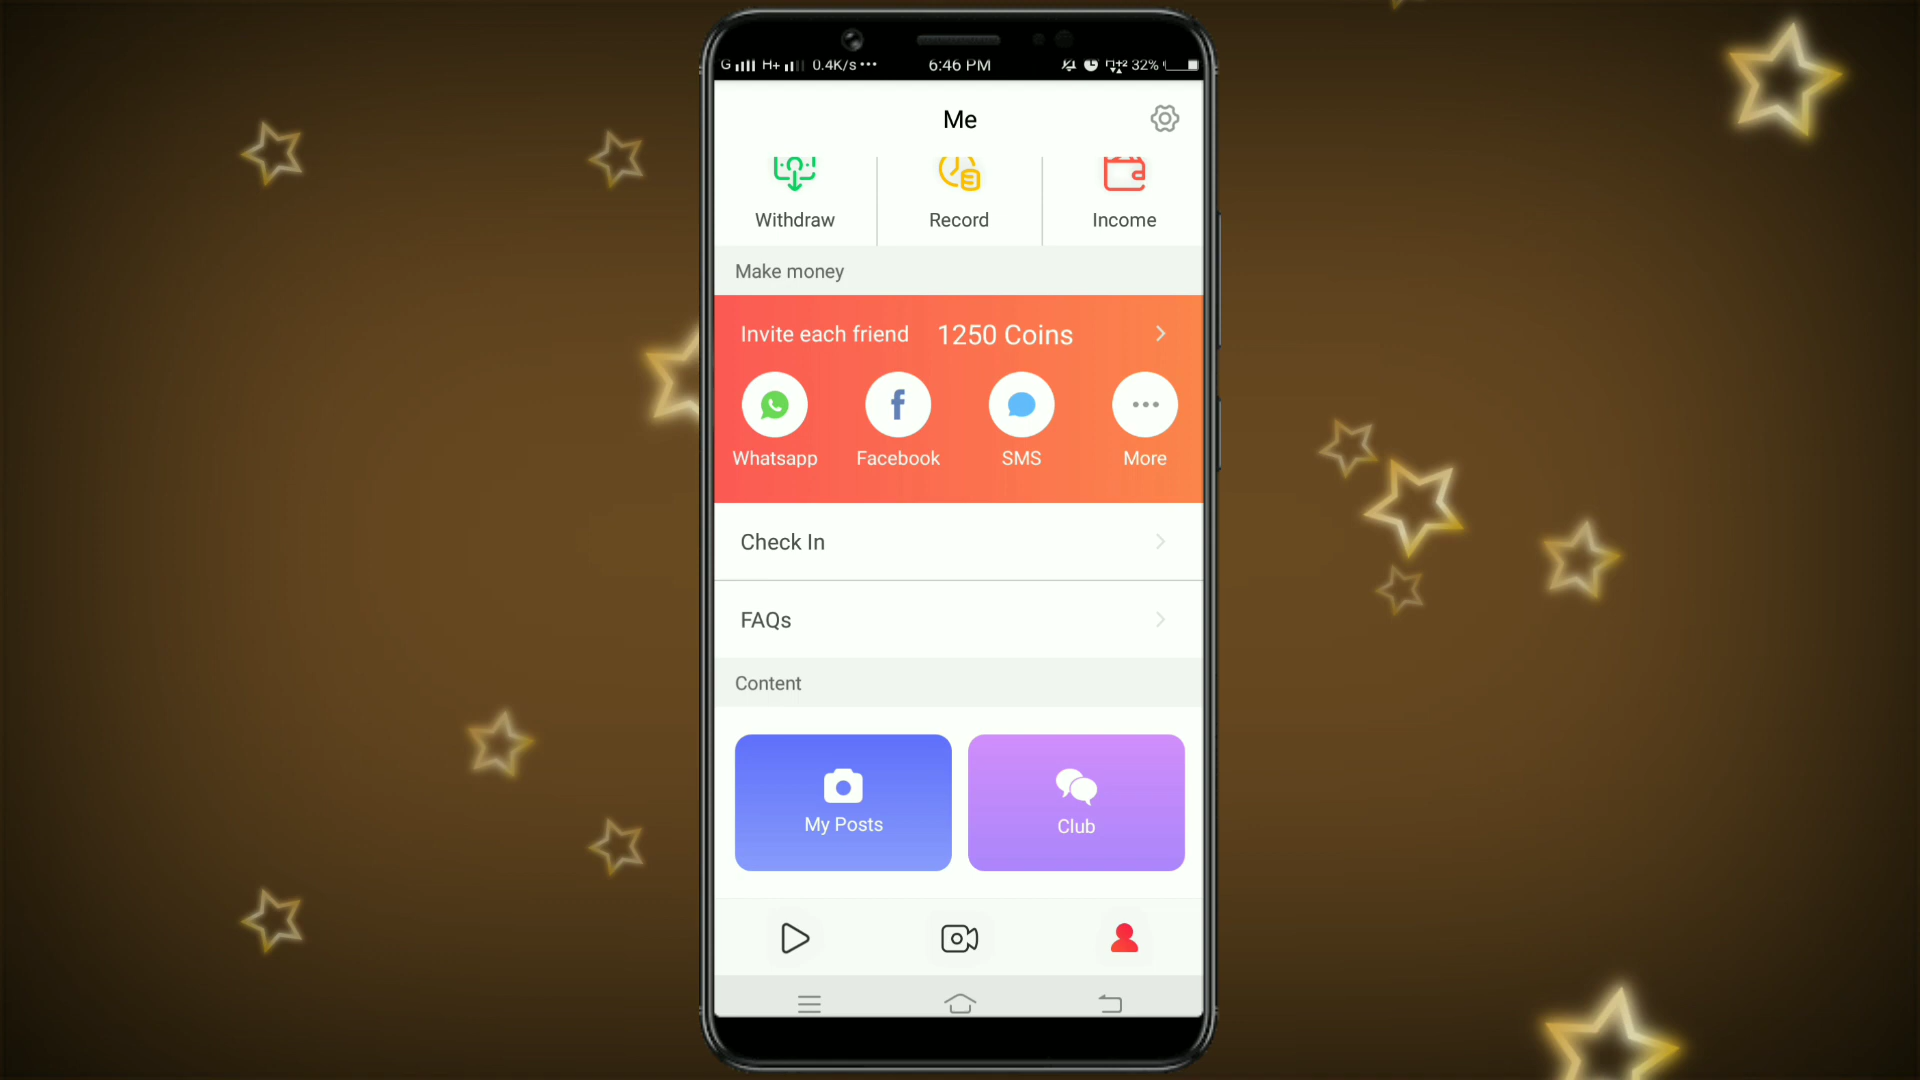 G H+ 0.4K/s ••• 6:46 PM 32%
Me
Withdraw Record Income
Make money
Invite each friend 1250 Coins
Whatsapp Facebook SMS More
Check In
FAQs
Content
My Posts Club